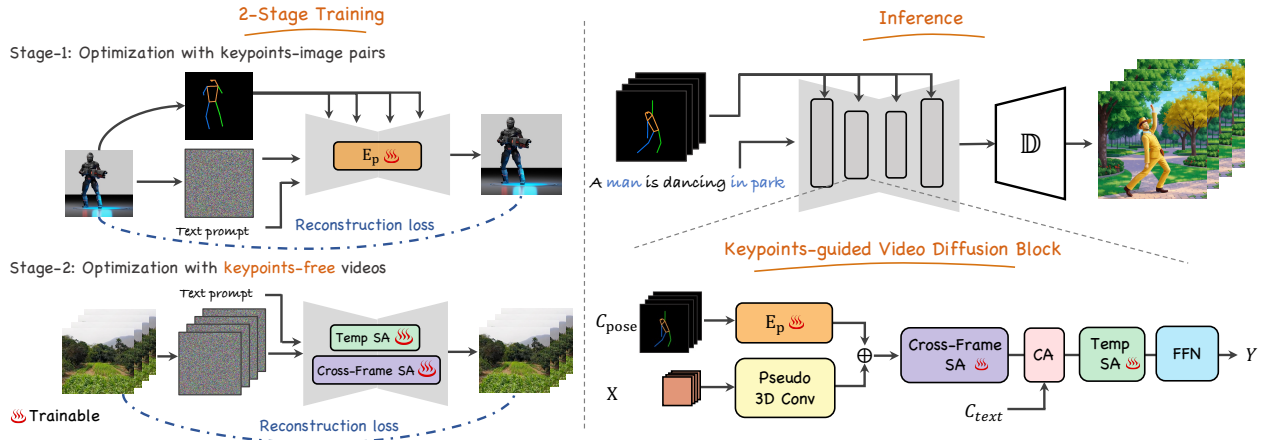 2-Stage Training
Stage-1: Optimization with keypoints-image pairs
E_p
Text prompt
Reconstruction loss
Stage-2: Optimization with keypoints-free videos
Text prompt
Temp SA
Cross-Frame SA
Trainable
Reconstruction loss
Inference
𝔻
A man is dancing in park
Keypoints-guided Video Diffusion Block
C_pose
E_p
X
Pseudo
3D Conv
⊕
Cross-Frame
SA
CA
Temp
SA
FFN
Y
C_text